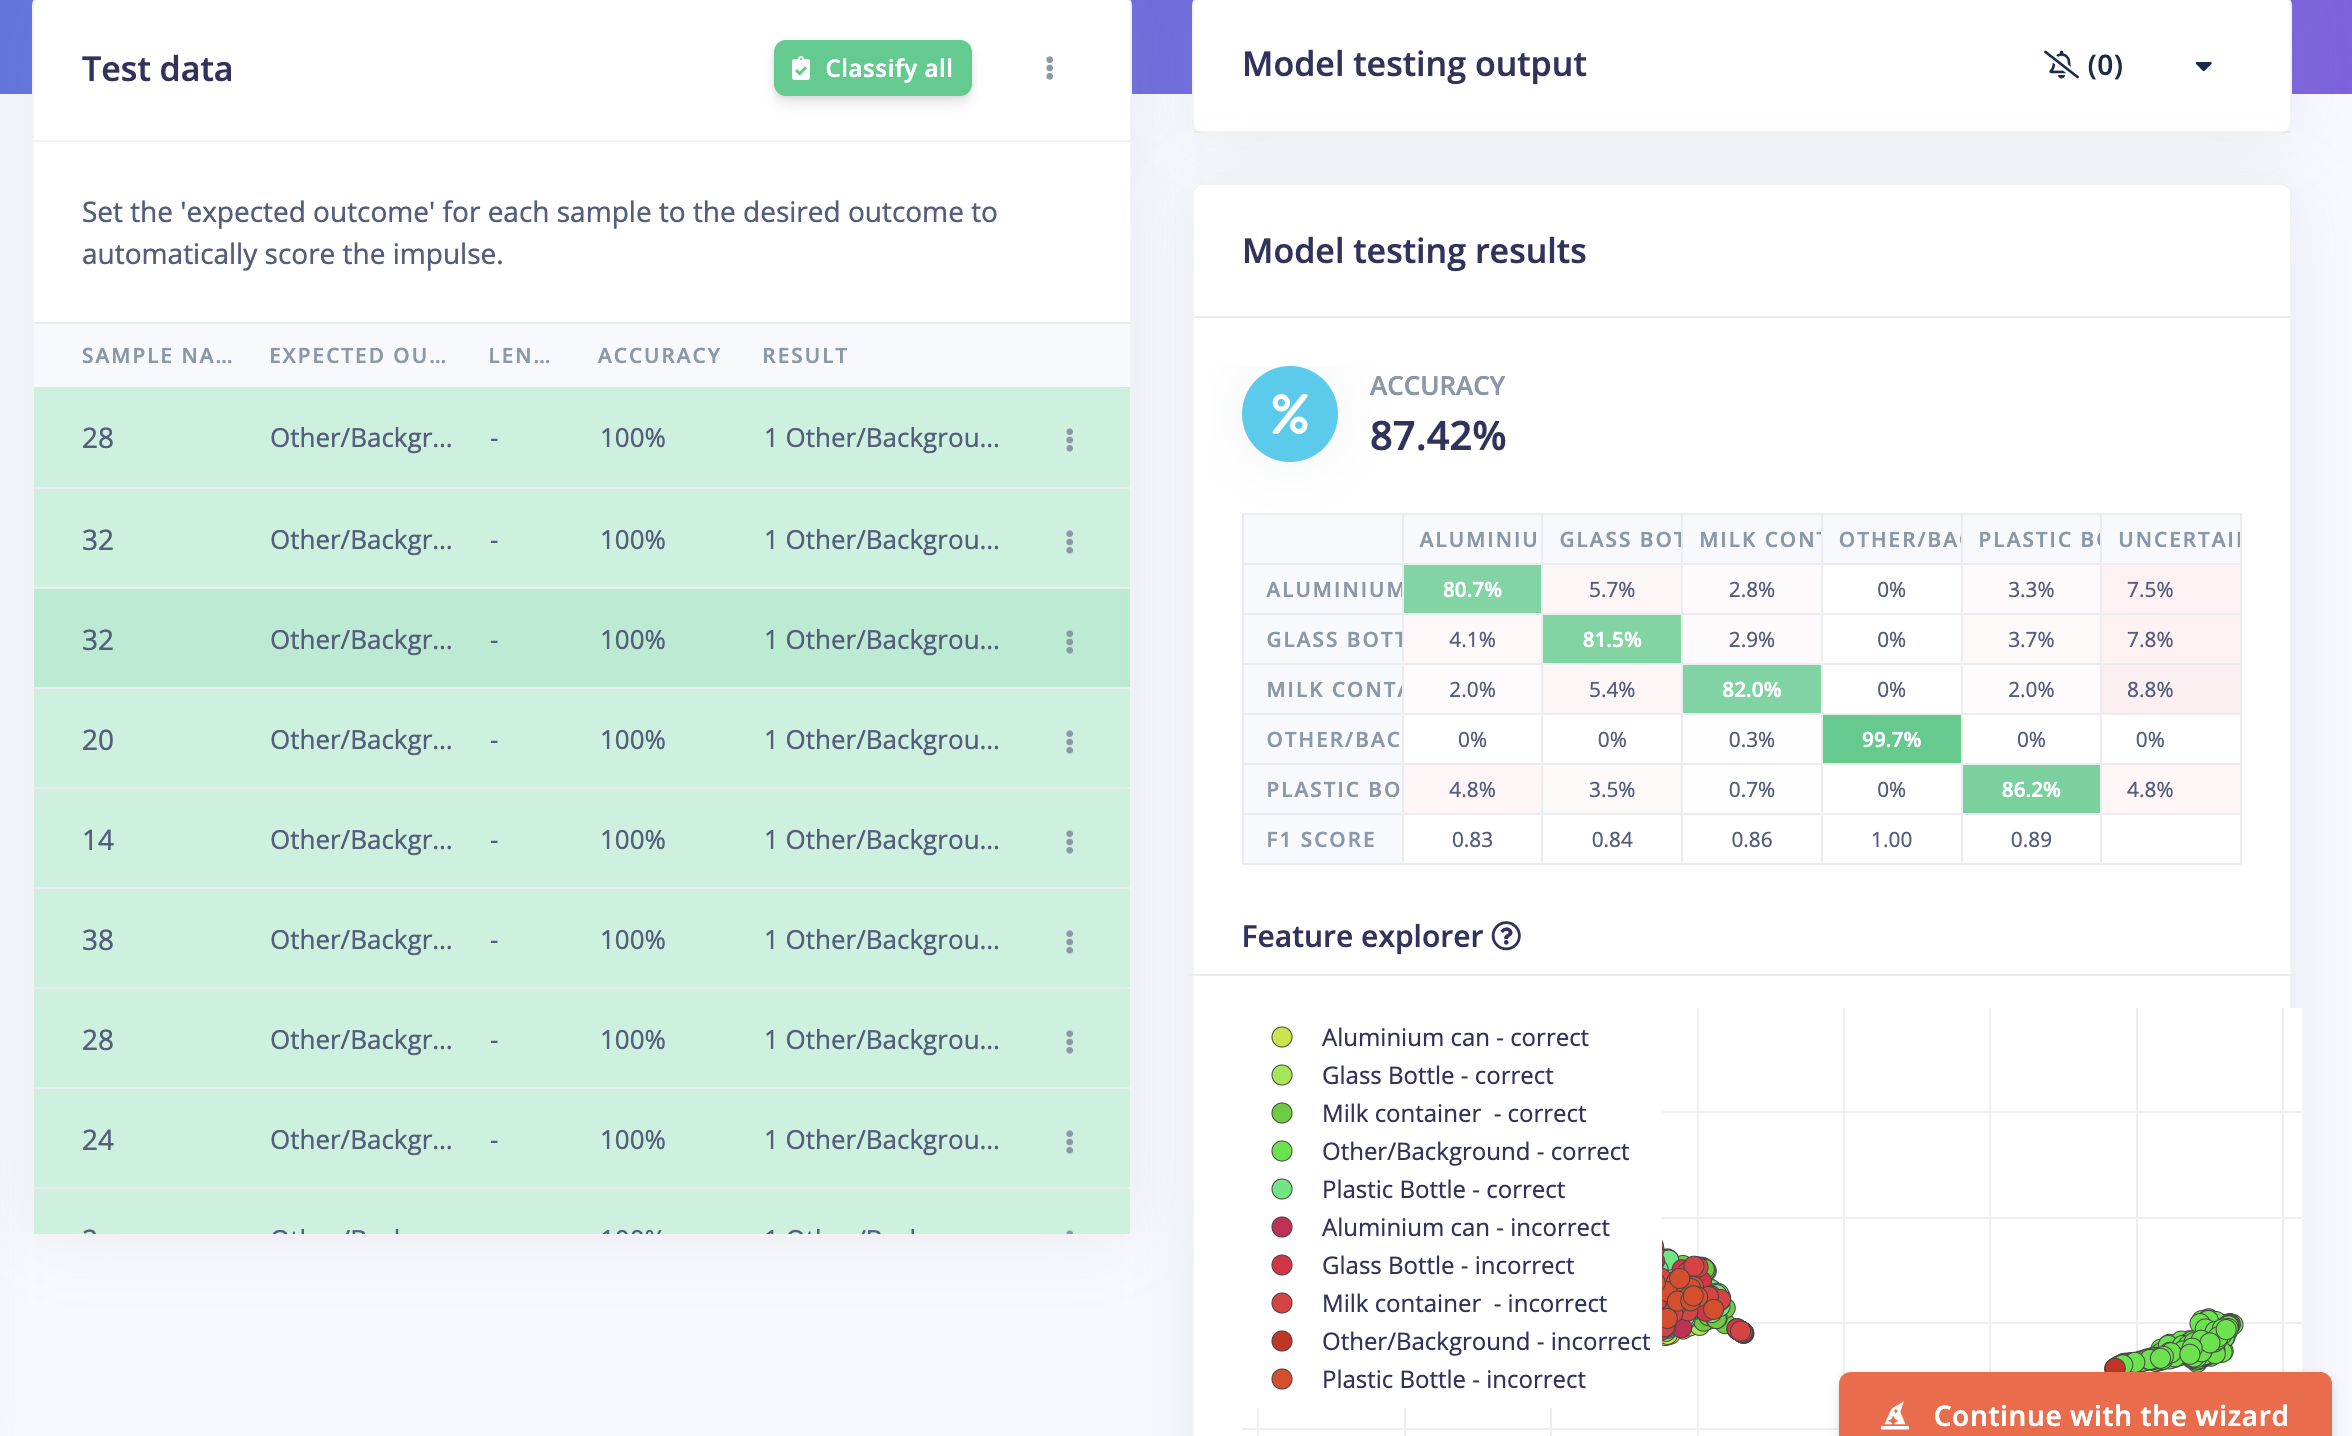 Test data
Classify all
Set the 'expected outcome' for each sample to the desired outcome to
automatically score the impulse.
SAMPLE NA... EXPECTED OU... LEN... ACCURACY RESULT
28 Other/Backgr... - 100% 1 Other/Backgrou...
32 Other/Backgr... - 100% 1 Other/Backgrou...
32 Other/Backgr... - 100% 1 Other/Backgrou...
20 Other/Backgr... - 100% 1 Other/Backgrou...
14 Other/Backgr... - 100% 1 Other/Backgrou...
38 Other/Backgr... - 100% 1 Other/Backgrou...
28 Other/Backgr... - 100% 1 Other/Backgrou...
24 Other/Backgr... - 100% 1 Other/Backgrou...
Model testing output
(0)
Model testing results
%
ACCURACY
87.42%
ALUMINIU GLASS BOT MILK CONT OTHER/BAC PLASTIC BO UNCERTAIN
ALUMINIUM 80.7% 5.7% 2.8% 0% 3.3% 7.5%
GLASS BOTT 4.1% 81.5% 2.9% 0% 3.7% 7.8%
MILK CONTA 2.0% 5.4% 82.0% 0% 2.0% 8.8%
OTHER/BAC 0% 0% 0.3% 99.7% 0% 0%
PLASTIC BO 4.8% 3.5% 0.7% 0% 86.2% 4.8%
F1 SCORE 0.83 0.84 0.86 1.00 0.89
Feature explorer ?
Aluminium can - correct
Glass Bottle - correct
Milk container - correct
Other/Background - correct
Plastic Bottle - correct
Aluminium can - incorrect
Glass Bottle - incorrect
Milk container - incorrect
Other/Background - incorrect
Plastic Bottle - incorrect
Continue with the wizard